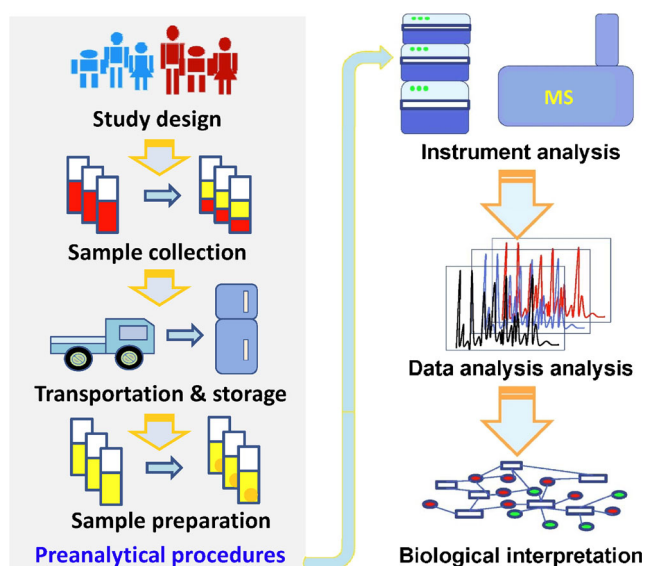 Study design
Sample collection
Transportation & storage
Sample preparation
Preanalytical procedures
MS
Instrument analysis
Data analysis analysis
Biological interpretation